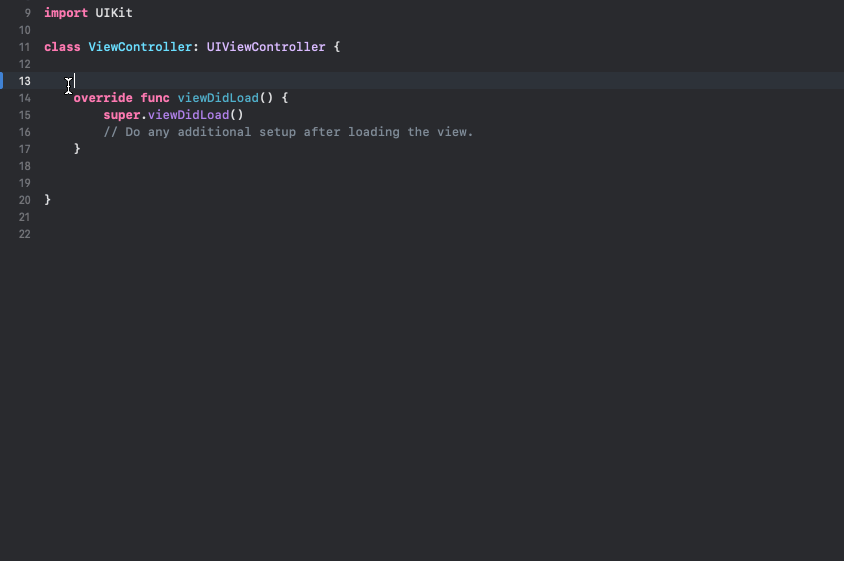 9 import UIKit
10
11 class ViewController: UIViewController {
12
13
14     override func viewDidLoad() {
15         super.viewDidLoad()
16         // Do any additional setup after loading the view.
17     }
18
19
20 }
21
22